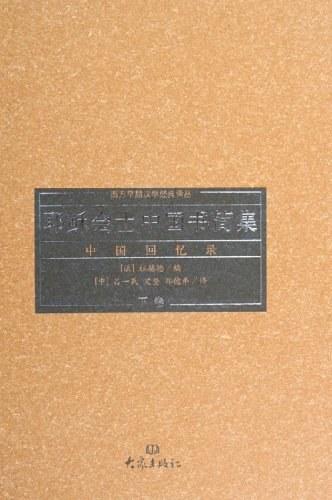 西方早期汉学经典译丛
耶稣会士中国书简集
中国回忆录
[法]杜赫德/编
[中]吕一民 沈坚 郑德弟/译
下卷
大象出版社